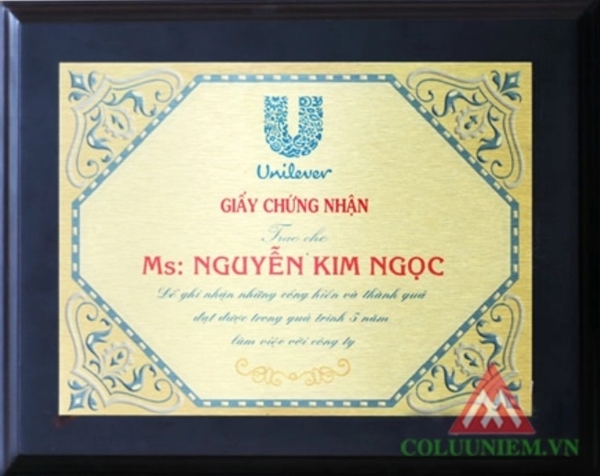 Unilever
GIẤY CHỨNG NHẬN
Trao cho
Ms: NGUYỄN KIM NGỌC
Để ghi nhận những cống hiến và thành quả
đạt được trong quá trình 5 năm
làm việc với công ty
COLUUNIEM.VN